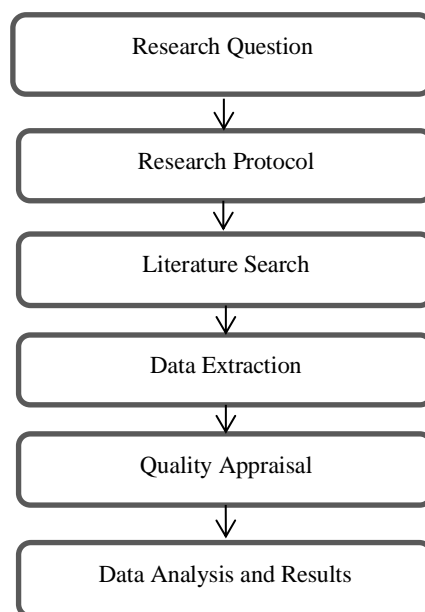 Research Question
Research Protocol
Literature Search
Data Extraction
Quality Appraisal
Data Analysis and Results